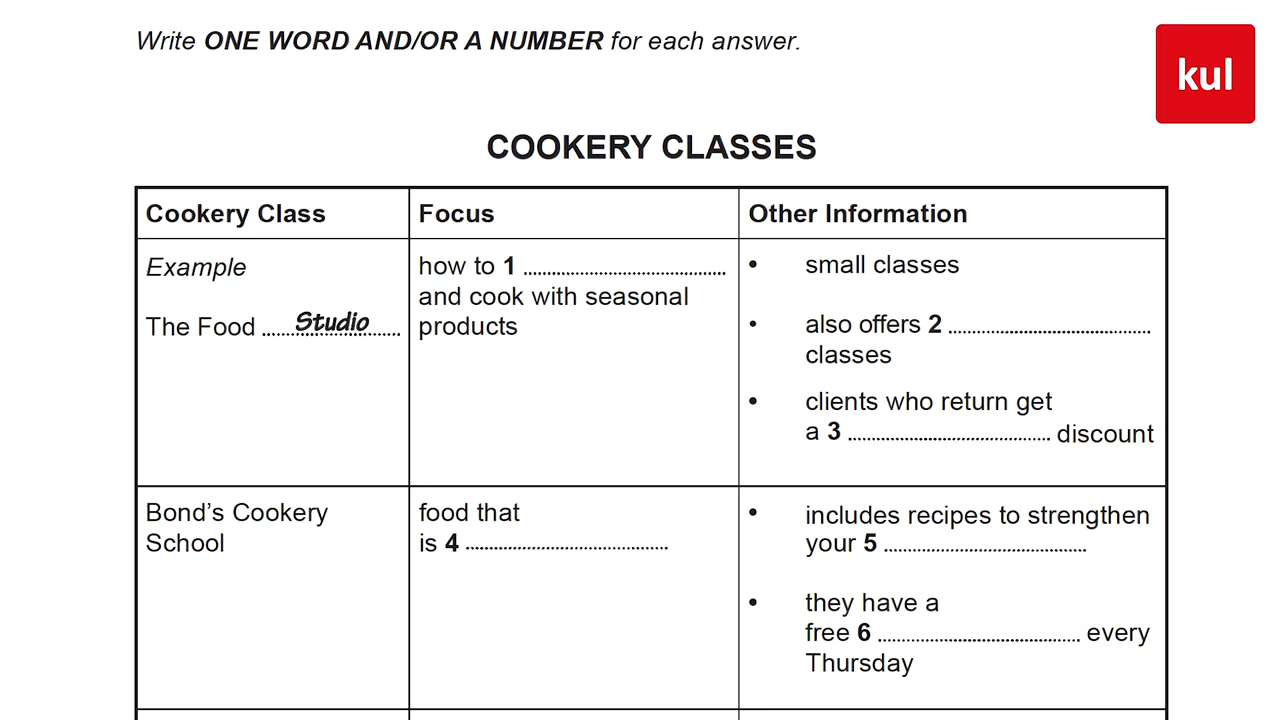 Write ONE WORD AND/OR A NUMBER for each answer.
kul
COOKERY CLASSES
Cookery Class
Focus
Other Information
Example
The Food Studio
how to 1 ........................
and cook with seasonal
products
• small classes
• also offers 2 ........................
classes
• clients who return get
a 3 ........................ discount
Bond's Cookery
School
food that
is 4 ........................
• includes recipes to strengthen
your 5 ........................
• they have a
free 6 ........................ every
Thursday